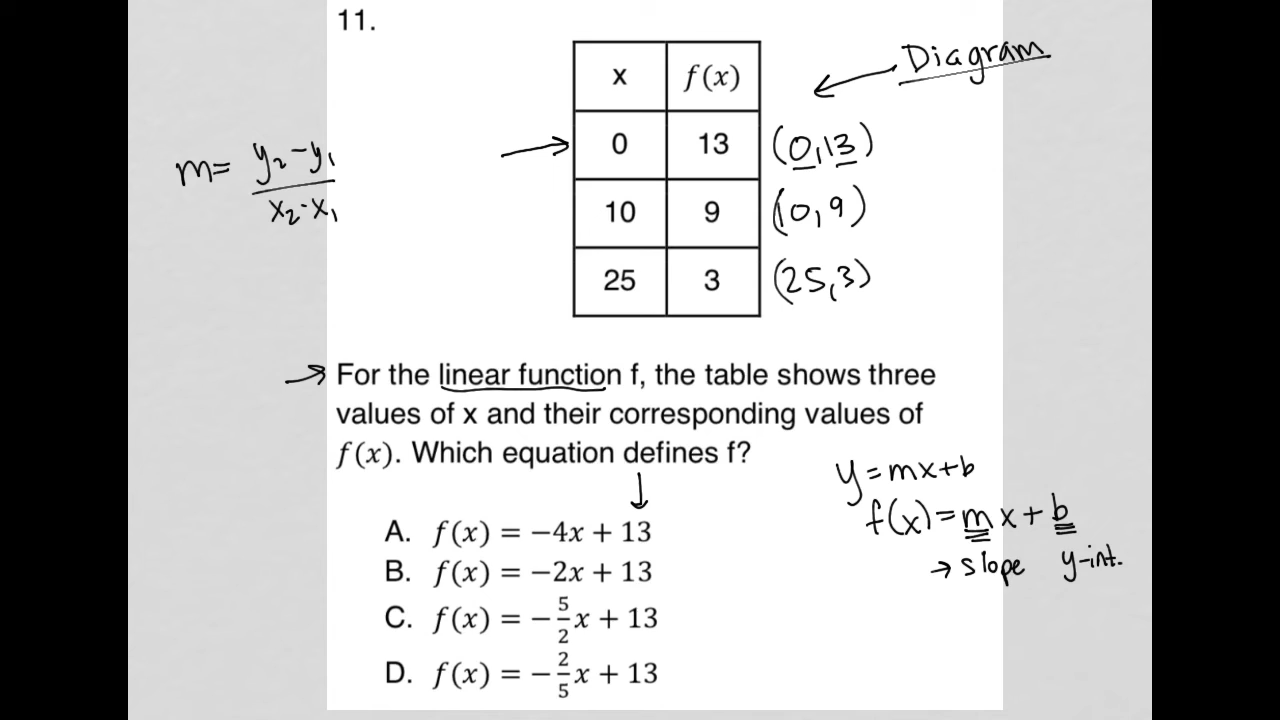 11.
Diagram
x f(x)
0 13 (0,13)
10 9 (10,9)
25 3 (25,3)
m= y₂-y₁
x₂-x₁
For the linear function f, the table shows three
values of x and their corresponding values of
f(x). Which equation defines f?
A. f(x) = −4x + 13
B. f(x) = −2x + 13
C. f(x) = −5/2x + 13
D. f(x) = −2/5x + 13
y=mx+b
f(x)=mx+b
→ slope y-int.